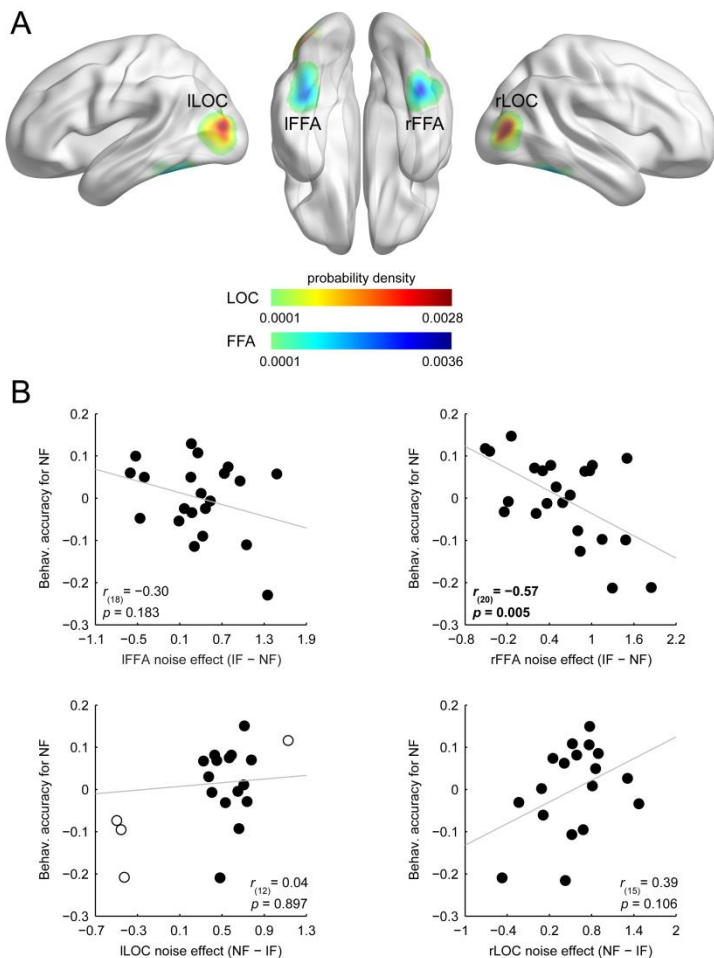 A
lLOC
lFFA
rFFA
rLOC
probability density
LOC
0.0001
0.0028
FFA
0.0001
0.0036
B
Behav. accuracy for NF
0.2
0.1
0
−0.1
−0.2
−0.3
r(18) = −0.30
p = 0.183
−1.1 −0.5 0.1 0.7 1.3 1.9
lFFA noise effect (IF − NF)
Behav. accuracy for NF
0.2
0.1
0
−0.1
−0.2
−0.3
r(20) = −0.57
p = 0.005
−0.8 −0.2 0.4 1 1.6 2.2
rFFA noise effect (IF − NF)
Behav. accuracy for NF
0.2
0.1
0
−0.1
−0.2
−0.3
r(12) = 0.04
p = 0.897
−0.7 −0.3 0.1 0.5 0.9 1.3
lLOC noise effect (NF − IF)
Behav. accuracy for NF
0.2
0.1
0
−0.1
−0.2
−0.3
r(15) = 0.39
p = 0.106
−1 −0.4 0.2 0.8 1.4 2
rLOC noise effect (NF − IF)